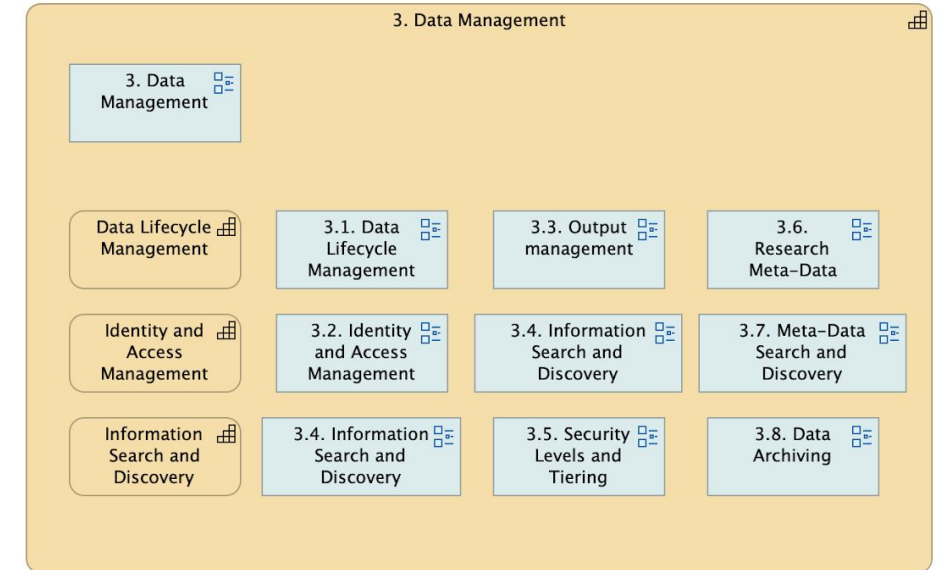 3. Data Management
3. Data
Management
Data Lifecycle
Management
3.1. Data
Lifecycle
Management
3.3. Output
management
3.6.
Research
Meta-Data
Identity and
Access
Management
3.2. Identity
and Access
Management
3.4. Information
Search and
Discovery
3.7. Meta-Data
Search and
Discovery
Information
Search and
Discovery
3.4. Information
Search and
Discovery
3.5. Security
Levels and
Tiering
3.8. Data
Archiving